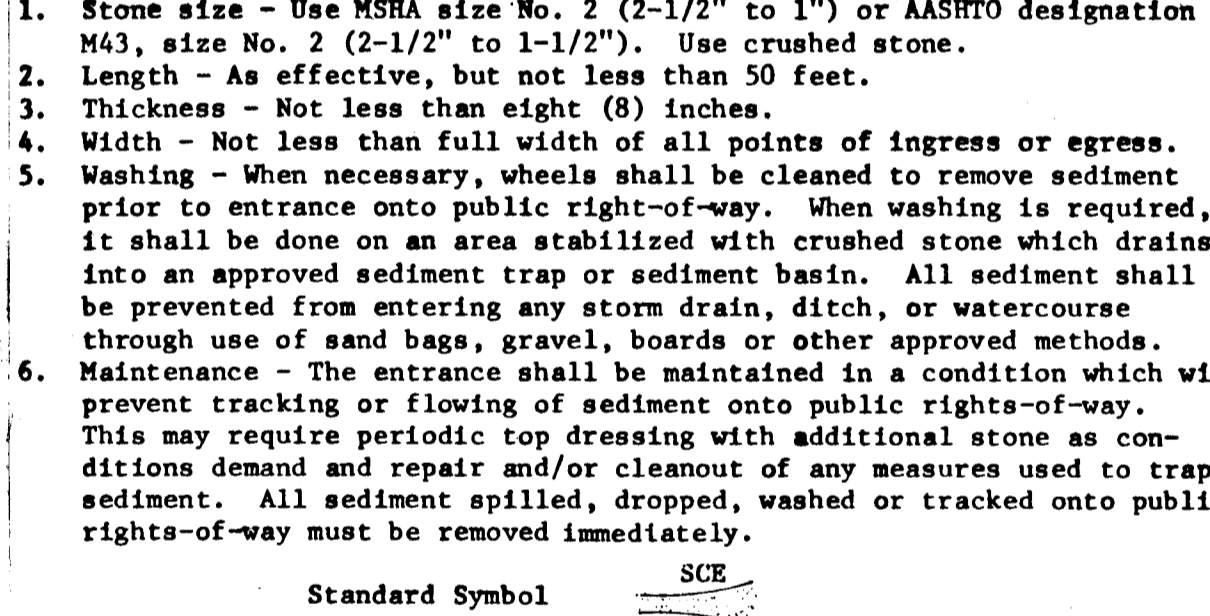 1. Stone size - Use MSHA size No. 2 (2-1/2" to 1") or AASHTO designation
M43, size No. 2 (2-1/2" to 1-1/2"). Use crushed stone.
2. Length - As effective, but not less than 50 feet.
3. Thickness - Not less than eight (8) inches.
4. Width - Not less than full width of all points of ingress or egress.
5. Washing - When necessary, wheels shall be cleaned to remove sediment
prior to entrance onto public right-of-way. When washing is required,
it shall be done on an area stabilized with crushed stone which drains
into an approved sediment trap or sediment basin. All sediment shall
be prevented from entering any storm drain, ditch, or watercourse
through use of sand bags, gravel, boards or other approved methods.
6. Maintenance - The entrance shall be maintained in a condition which wi
prevent tracking or flowing of sediment onto public rights-of-way.
This may require periodic top dressing with additional stone as con-
ditions demand and repair and/or cleanout of any measures used to trap
sediment. All sediment spilled, dropped, washed or tracked onto publi
rights-of-way must be removed immediately.
SCE
Standard Symbol